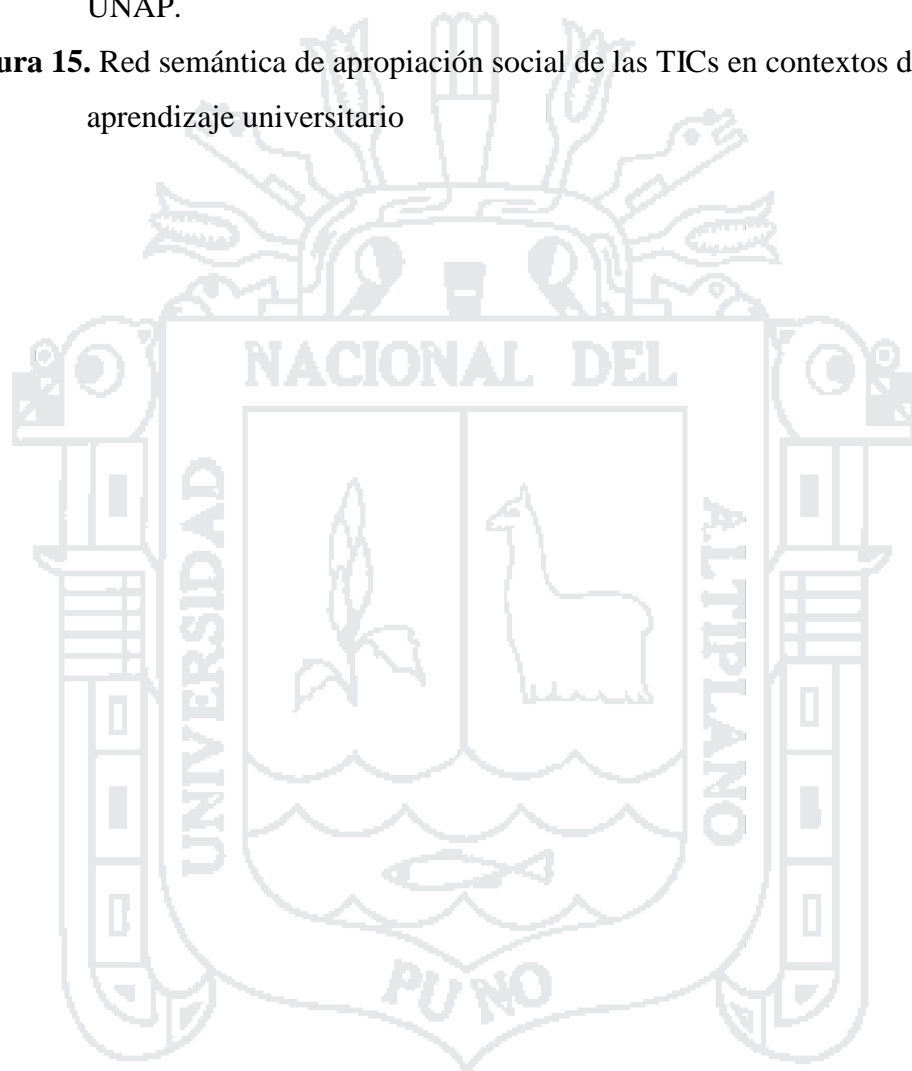 UNAP.
ura 15. Red semántica de apropiación social de las TICs en contextos d
aprendizaje universitario
NACIONAL DEL
UNIVERSIDAD
ALTIPLANO
PUNO